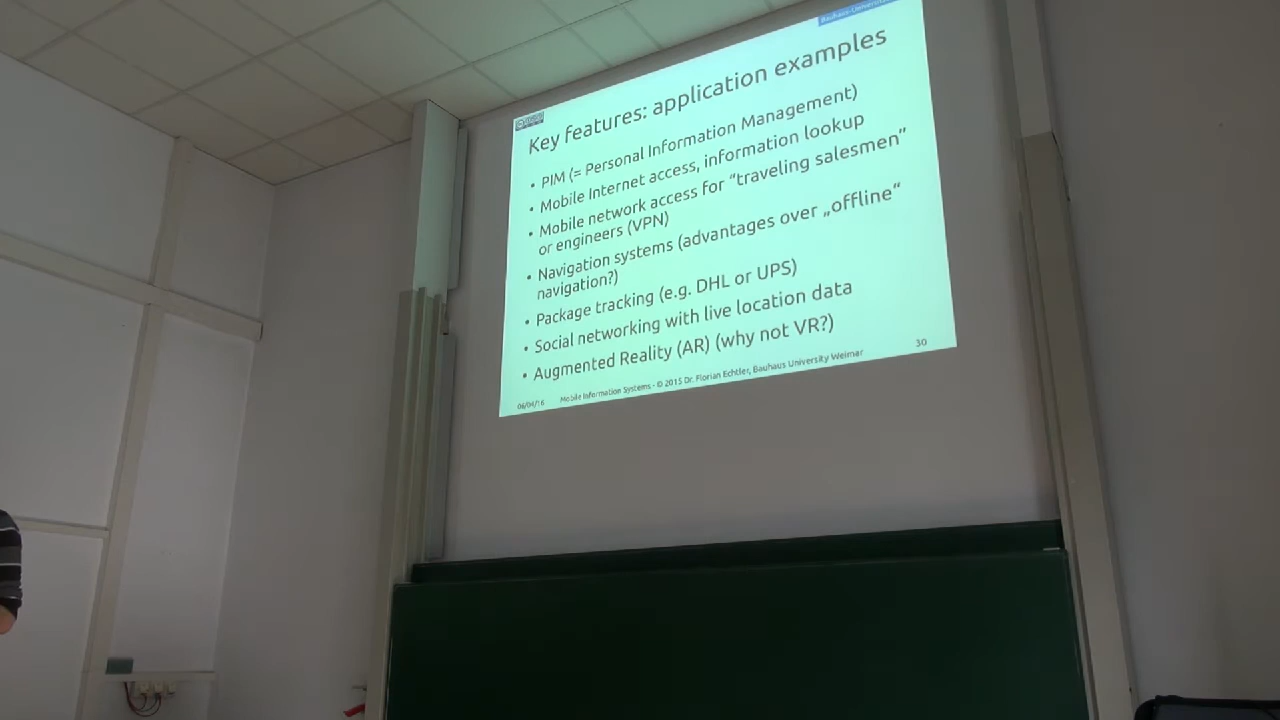 Bauhaus-Universität
Key features: application examples
• PIM (= Personal Information Management)
• Mobile Internet access, information lookup
• Mobile network access for “traveling salesmen”
or engineers (VPN)
• Navigation systems (advantages over „offline“
navigation?)
• Package tracking (e.g. DHL or UPS)
• Social networking with live location data
• Augmented Reality (AR) (why not VR?)
06/04/16
Mobile Information Systems - © 2015 Dr. Florian Echtler, Bauhaus University Weimar
30